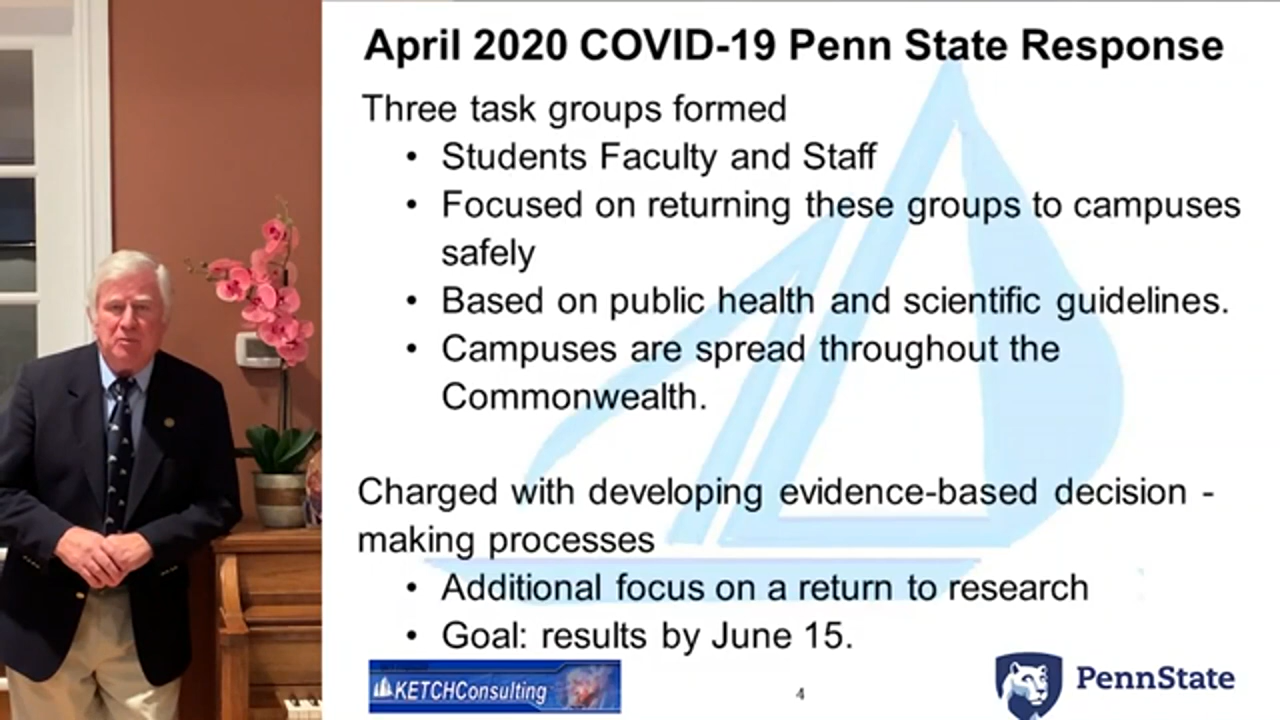 April 2020 COVID-19 Penn State Response
Three task groups formed
• Students Faculty and Staff
• Focused on returning these groups to campuses
safely
• Based on public health and scientific guidelines.
• Campuses are spread throughout the
Commonwealth.
Charged with developing evidence-based decision -
making processes
• Additional focus on a return to research
• Goal: results by June 15.
KETCHConsulting
4
PennState